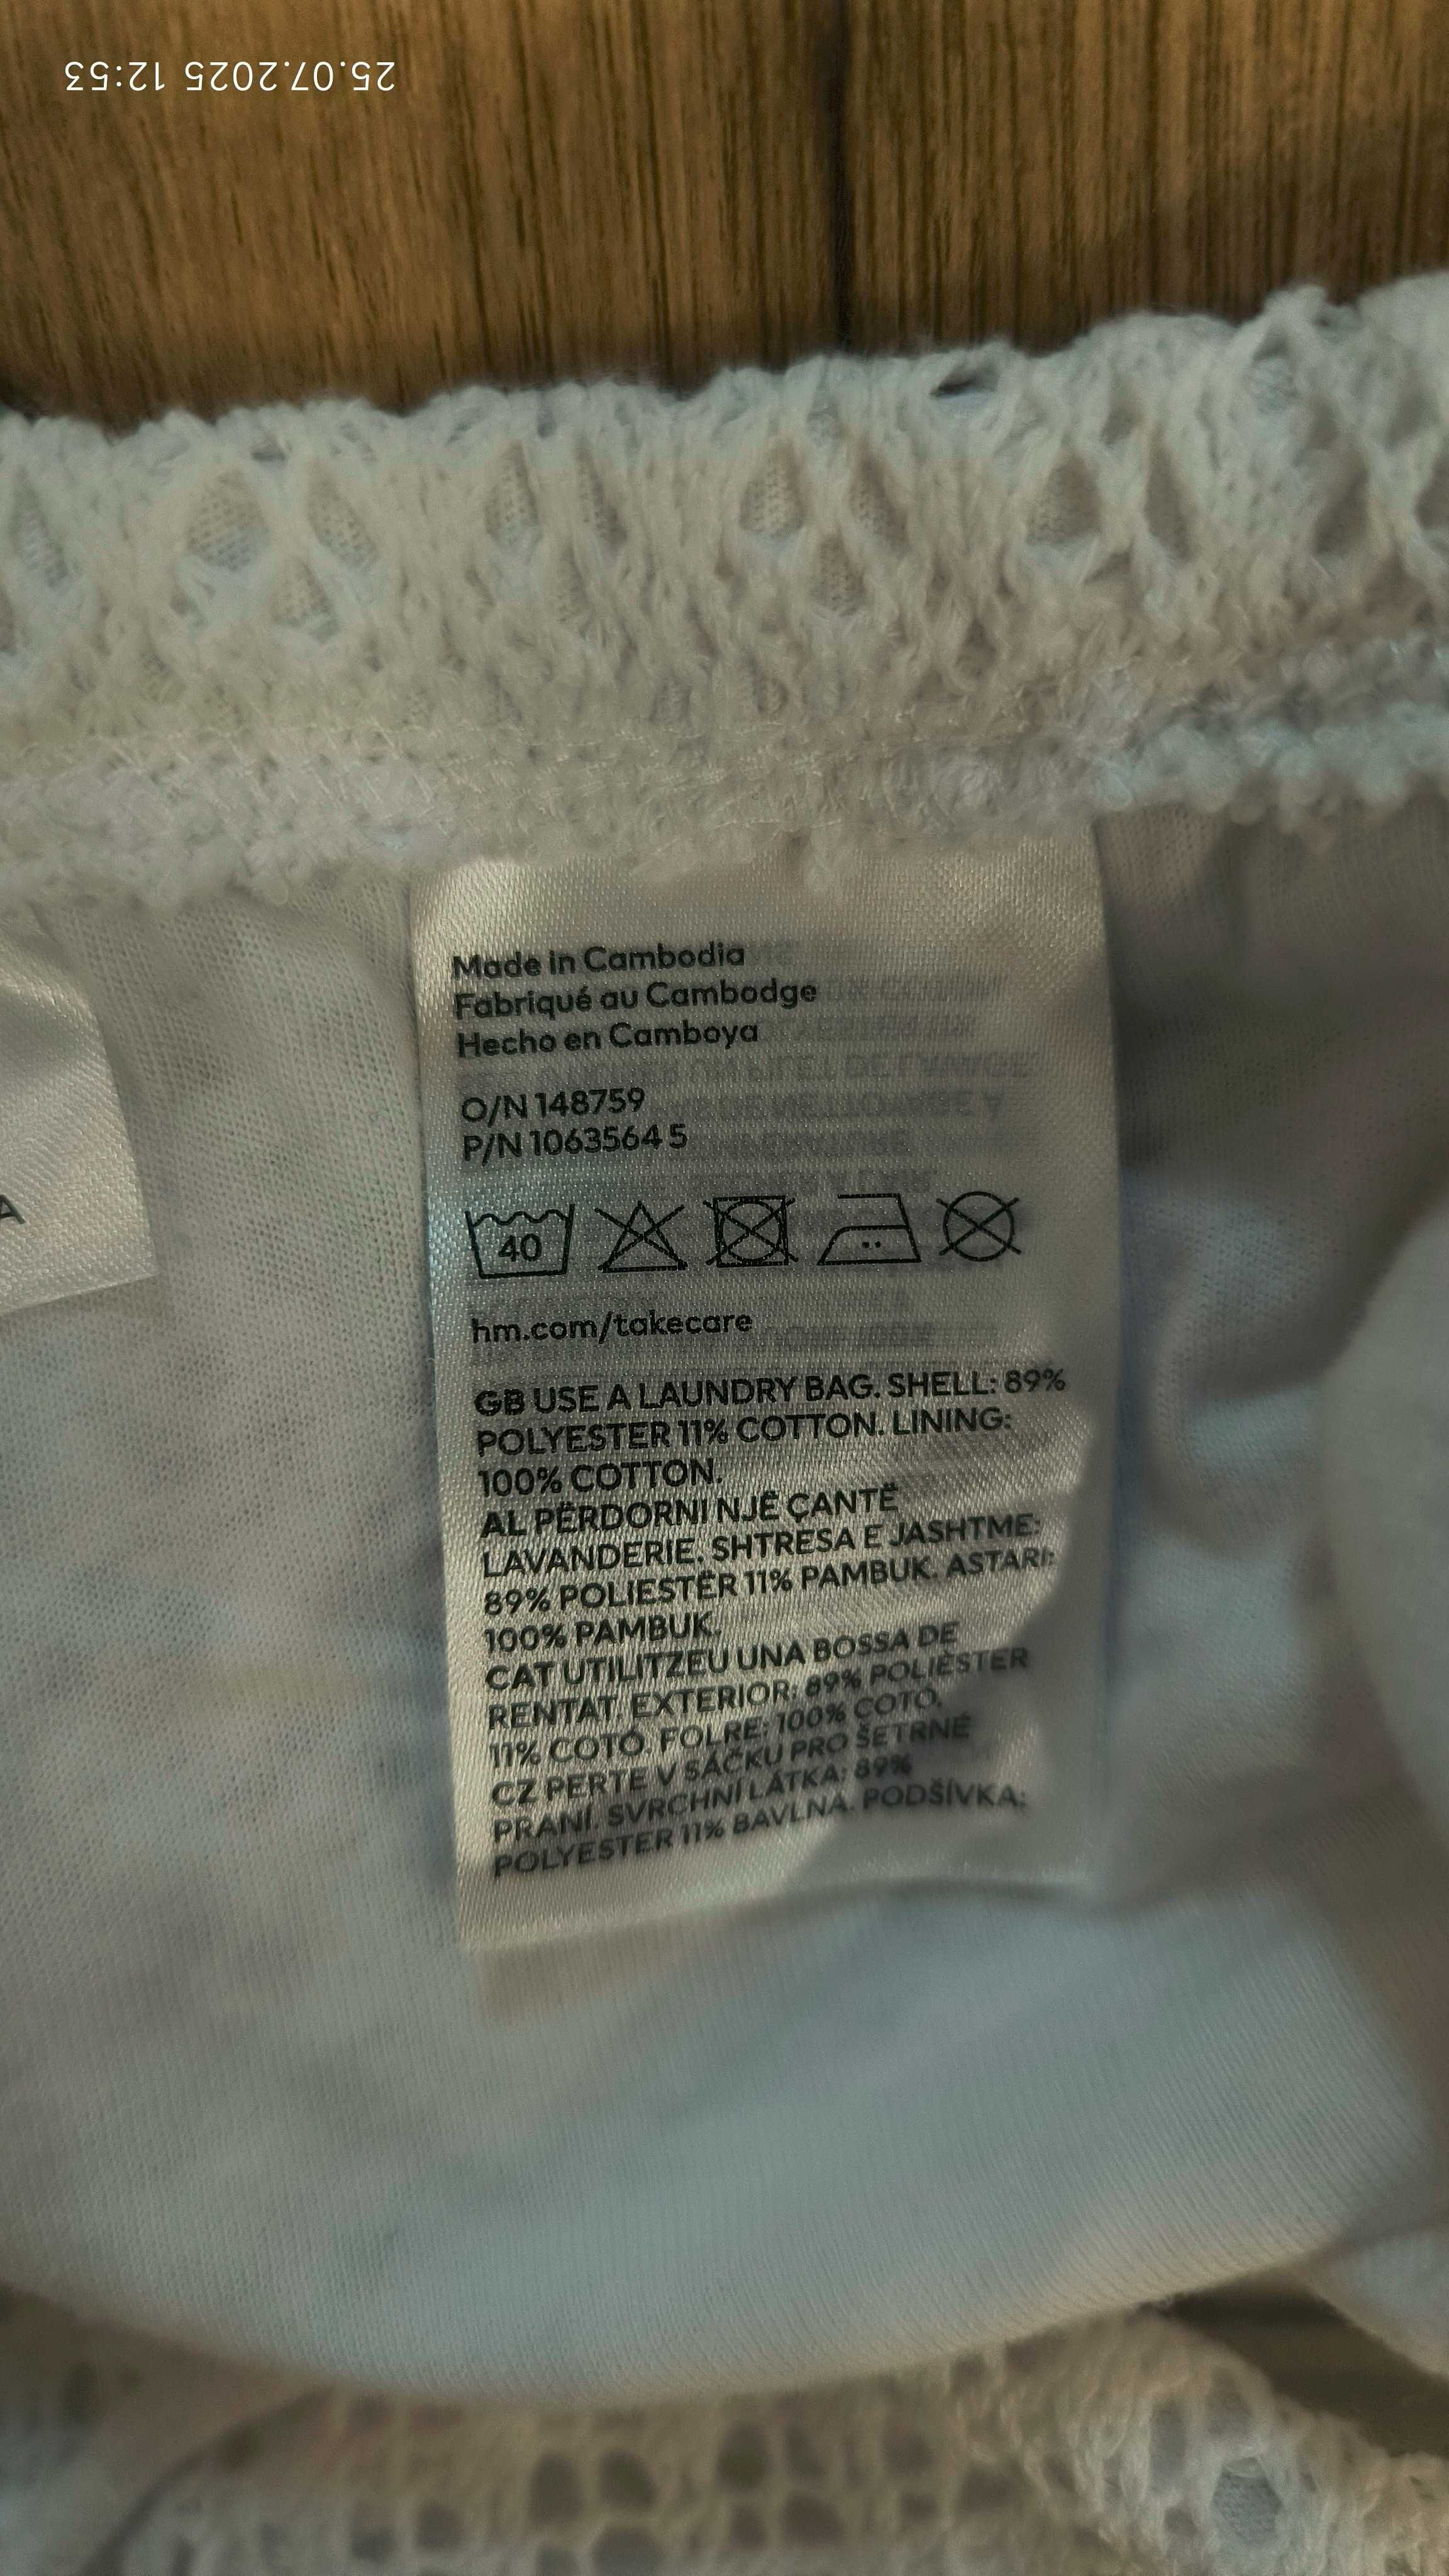 25.07.2025 12:53
Made in Cambodia
Fabriqué au Cambodge
Hecho en Camboya
O/N 148759
P/N 1063564 5
40
hm.com/takecare
GB USE A LAUNDRY BAG. SHELL: 89%
POLYESTER 11% COTTON. LINING:
100% COTTON.
AL PËRDORNI NJË ÇANTË
LAVANDERIE. SHTRESA E JASHTME:
89% POLIESTËR 11% PAMBUK. ASTARI:
100% PAMBUK.
CAT UTILITZEU UNA BOSSA DE
RENTAT. EXTERIOR: 89% POLIÈSTER
11% COTÓ. FOLRE: 100% COTÓ.
CZ PERTE V SÁČKU PRO ŠETRNÉ
PRANÍ. SVRCHNÍ LÁTKA: 89%
POLYESTER 11% BAVLNA. PODŠÍVKA:
A